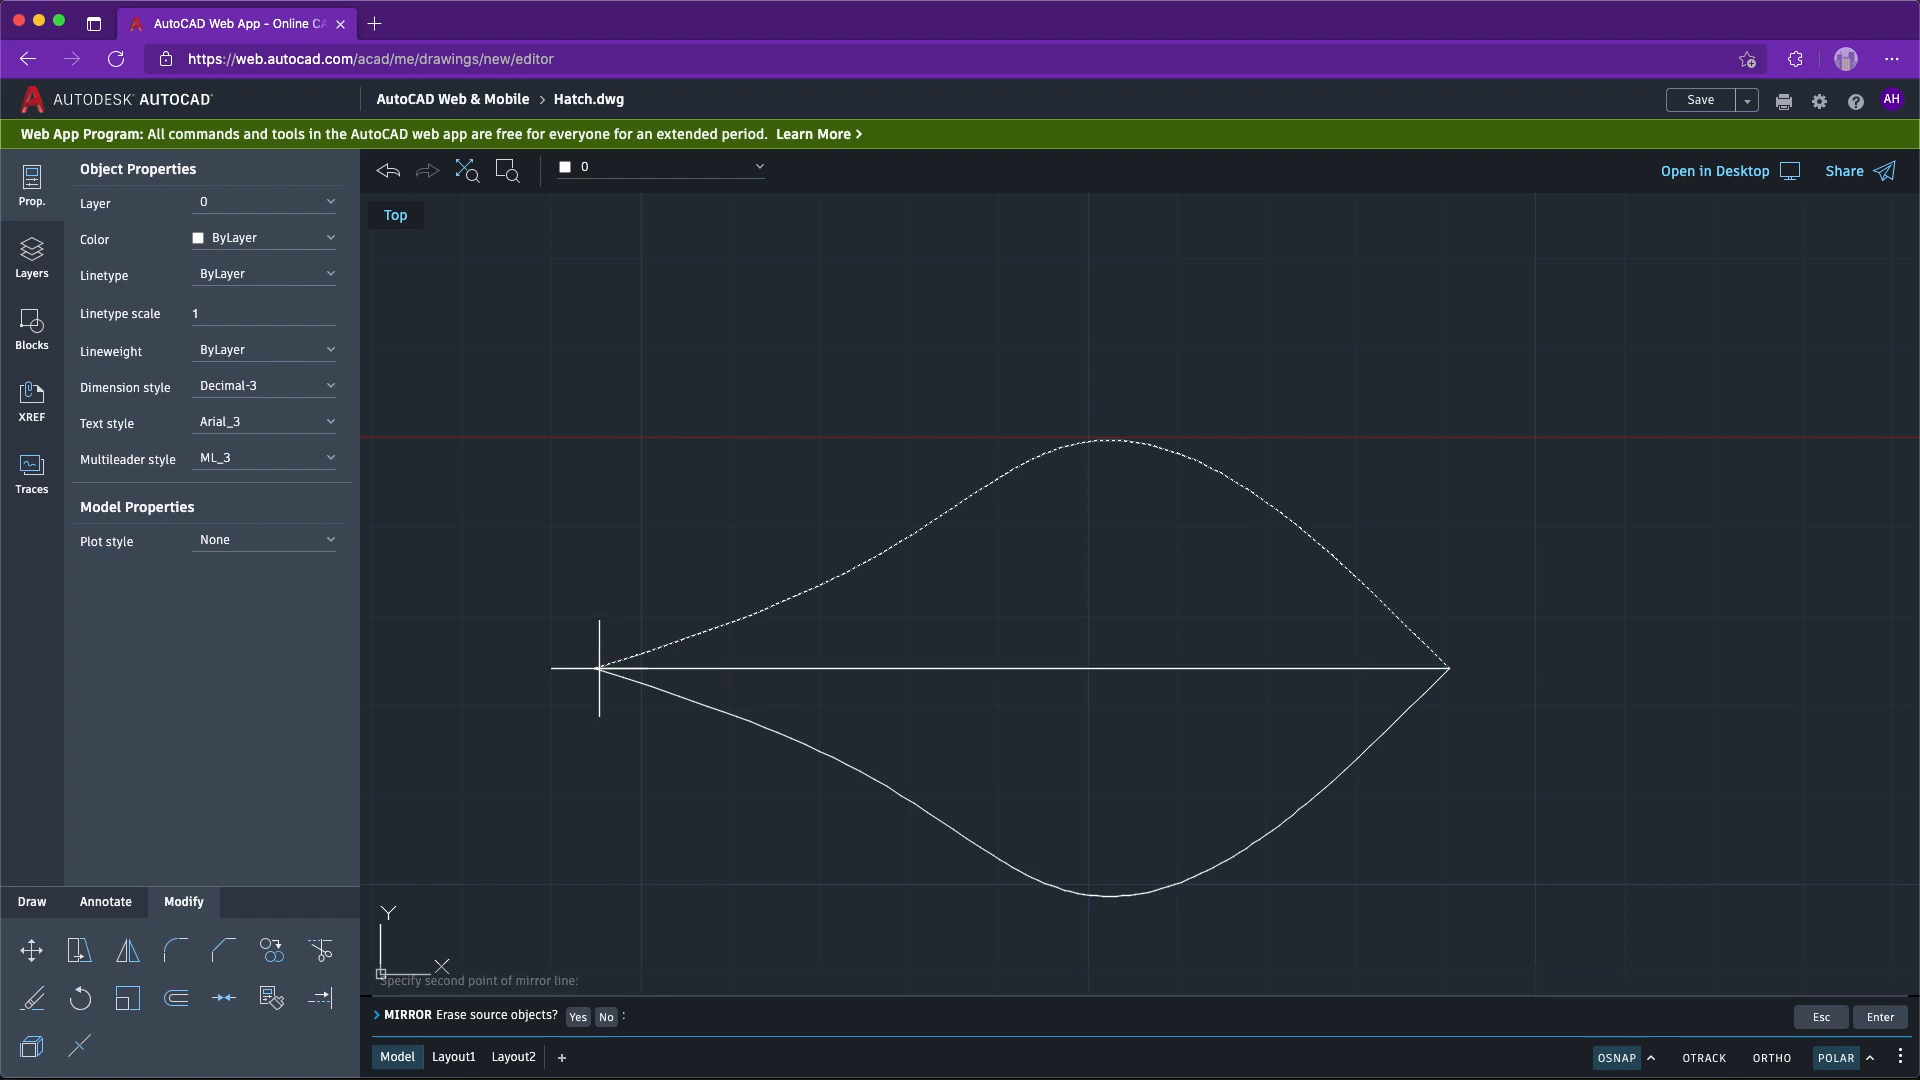 AutoCAD Web App - Online CA
https://web.autocad.com/acad/me/drawings/new/editor
AUTODESK AUTOCAD
AutoCAD Web & Mobile > Hatch.dwg
Save
AH
Web App Program: All commands and tools in the AutoCAD web app are free for everyone for an extended period. Learn More >
Prop.
Layers
Blocks
XREF
Traces
Object Properties
Layer 0
Color ByLayer
Linetype ByLayer
Linetype scale 1
Lineweight ByLayer
Dimension style Decimal-3
Text style Arial_3
Multileader style ML_3
Model Properties
Plot style None
0
Open in Desktop
Share
Top
Draw Annotate Modify
Y
X
Specify second point of mirror line:
> MIRROR Erase source objects? Yes No :
Esc Enter
Model Layout1 Layout2 +
OSNAP OTRACK ORTHO POLAR